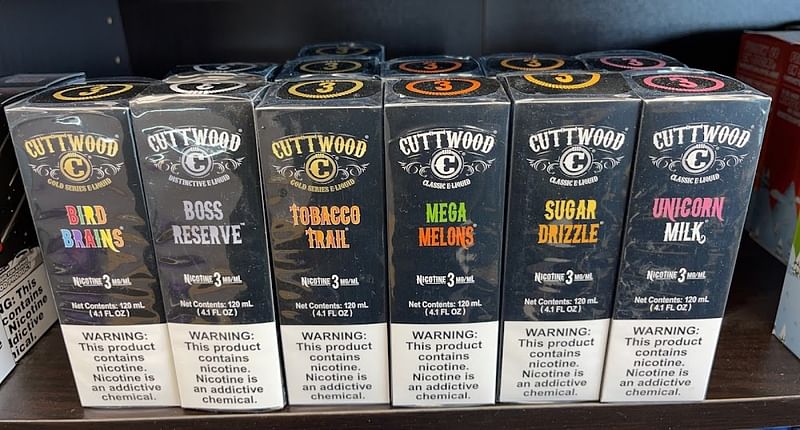 3
3
3
3
3
3
CUTTWOOD
C
GOLD SERIES E-LIQUID
BIRD
BRAINS
NICOTINE 3 MG/ML
Net Contents: 120 mL
(4.1 FL OZ)
WARNING:
This product
contains
nicotine.
Nicotine is
an addictive
chemical.
CUTTWOOD
C
DISTINCTIVE E-LIQUID
BOSS
RESERVE™
NICOTINE 3 MG/ML
Net Contents: 120 mL
(4.1 FL OZ)
WARNING:
This product
contains
nicotine.
Nicotine is
an addictive
chemical.
CUTTWOOD
C
GOLD SERIES E-LIQUID
TOBACCO
TRAIL
NICOTINE 3 MG/ML
Net Contents: 120 mL
(4.1 FL OZ)
WARNING:
This product
contains
nicotine.
Nicotine is
an addictive
chemical.
CUTTWOOD
C
CLASSIC E-LIQUID
MEGA
MELONS
NICOTINE 3 MG/ML
Net Contents: 120 mL
(4.1 FL OZ)
WARNING:
This product
contains
nicotine.
Nicotine is
an addictive
chemical.
CUTTWOOD
C
CLASSIC E-LIQUID
SUGAR
DRIZZLE
NICOTINE 3 MG/ML
Net Contents: 120 mL
(4.1 FL OZ)
WARNING:
This product
contains
nicotine.
Nicotine is
an addictive
chemical.
CUTTWOOD
C
CLASSIC E-LIQUID
UNICORN
MILK
NICOTINE 3 MG/ML
Net Contents: 120 mL
(4.1 FL OZ)
WARNING:
This product
contains
nicotine.
Nicotine is
an addictive
chemical.